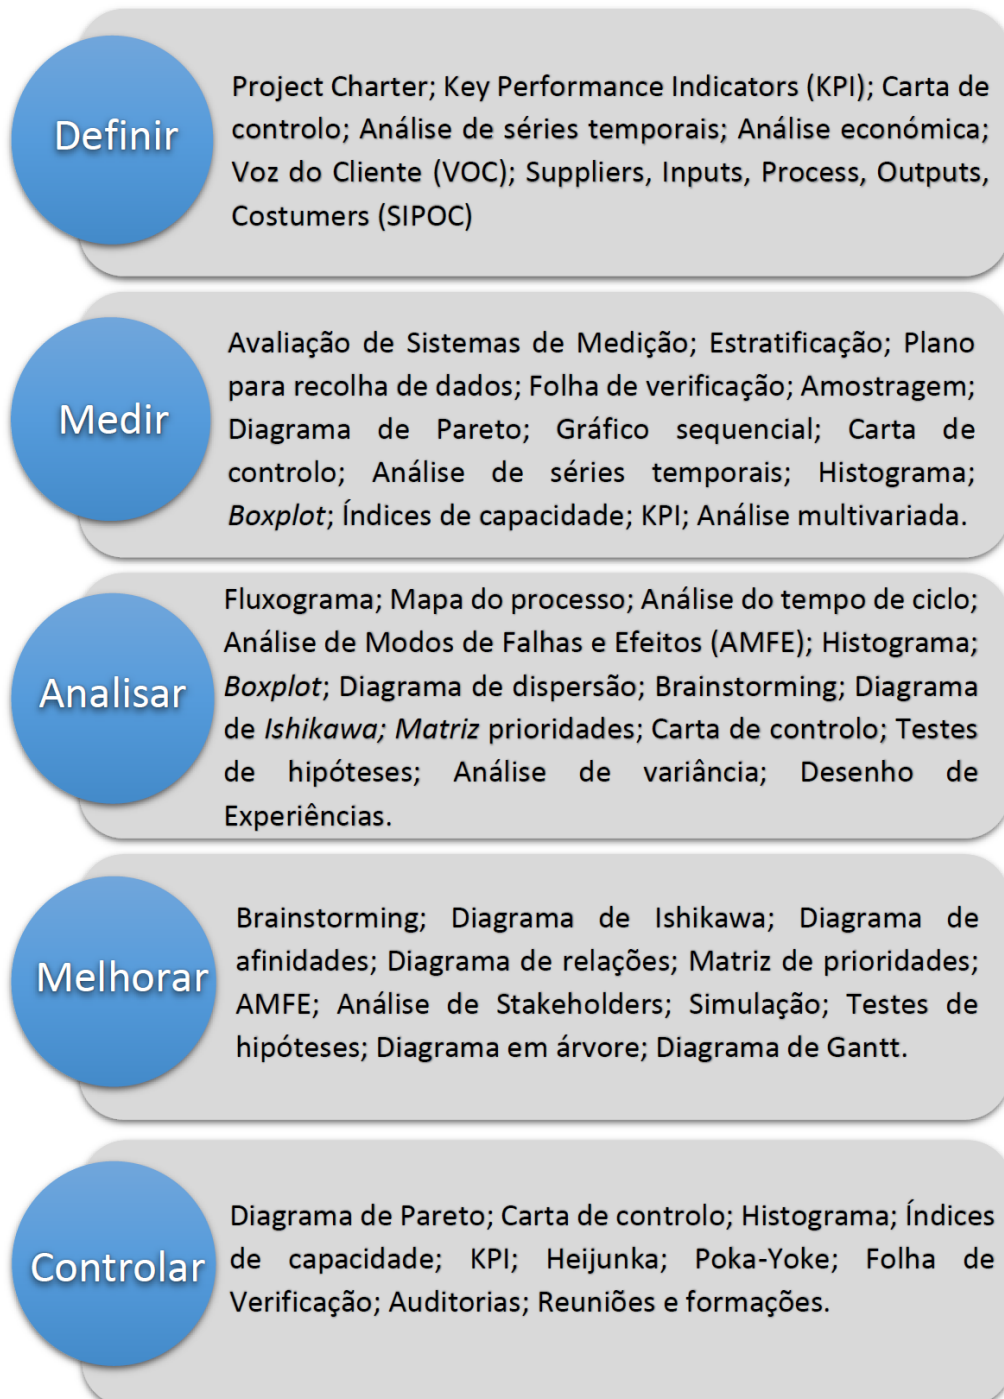 Definir
Project Charter; Key Performance Indicators (KPI); Carta de
controlo; Análise de séries temporais; Análise económica;
Voz do Cliente (VOC); Suppliers, Inputs, Process, Outputs,
Costumers (SIPOC)
Medir
Avaliação de Sistemas de Medição; Estratificação; Plano
para recolha de dados; Folha de verificação; Amostragem;
Diagrama de Pareto; Gráfico sequencial; Carta de
controlo; Análise de séries temporais; Histograma;
Boxplot; Índices de capacidade; KPI; Análise multivariada.
Analisar
Fluxograma; Mapa do processo; Análise do tempo de ciclo;
Análise de Modos de Falhas e Efeitos (AMFE); Histograma;
Boxplot; Diagrama de dispersão; Brainstorming; Diagrama
de Ishikawa; Matriz prioridades; Carta de controlo; Testes
de hipóteses; Análise de variância; Desenho de
Experiências.
Melhorar
Brainstorming; Diagrama de Ishikawa; Diagrama de
afinidades; Diagrama de relações; Matriz de prioridades;
AMFE; Análise de Stakeholders; Simulação; Testes de
hipóteses; Diagrama em árvore; Diagrama de Gantt.
Controlar
Diagrama de Pareto; Carta de controlo; Histograma; Índices
de capacidade; KPI; Heijunka; Poka-Yoke; Folha de
Verificação; Auditorias; Reuniões e formações.